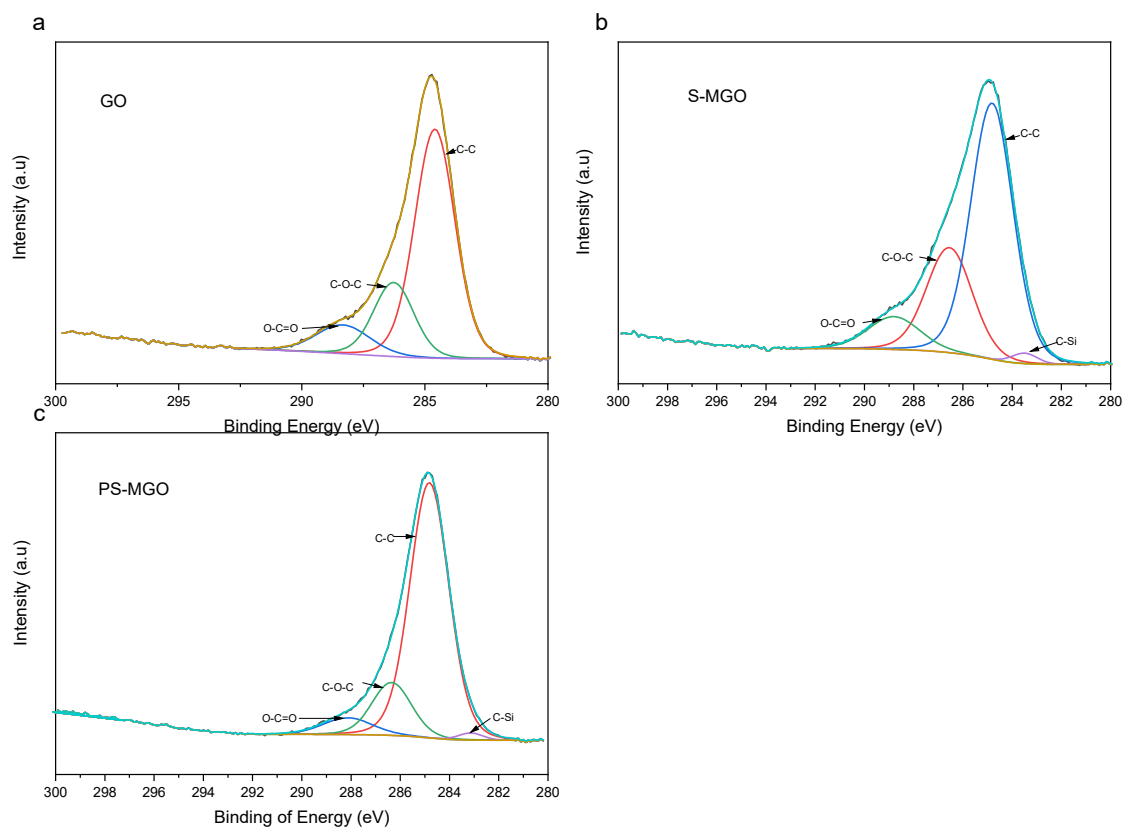 a
GO
C-C
C-O-C
O-C=O
Intensity (a.u)
300 295 290 285 280
Binding Energy (eV)
b
S-MGO
C-C
C-O-C
O-C=O
C-Si
Intensity (a.u)
300 298 296 294 292 290 288 286 284 282 280
Binding Energy (eV)
c
PS-MGO
C-C
C-O-C
O-C=O
C-Si
Intensity (a.u)
300 298 296 294 292 290 288 286 284 282 280
Binding of Energy (eV)